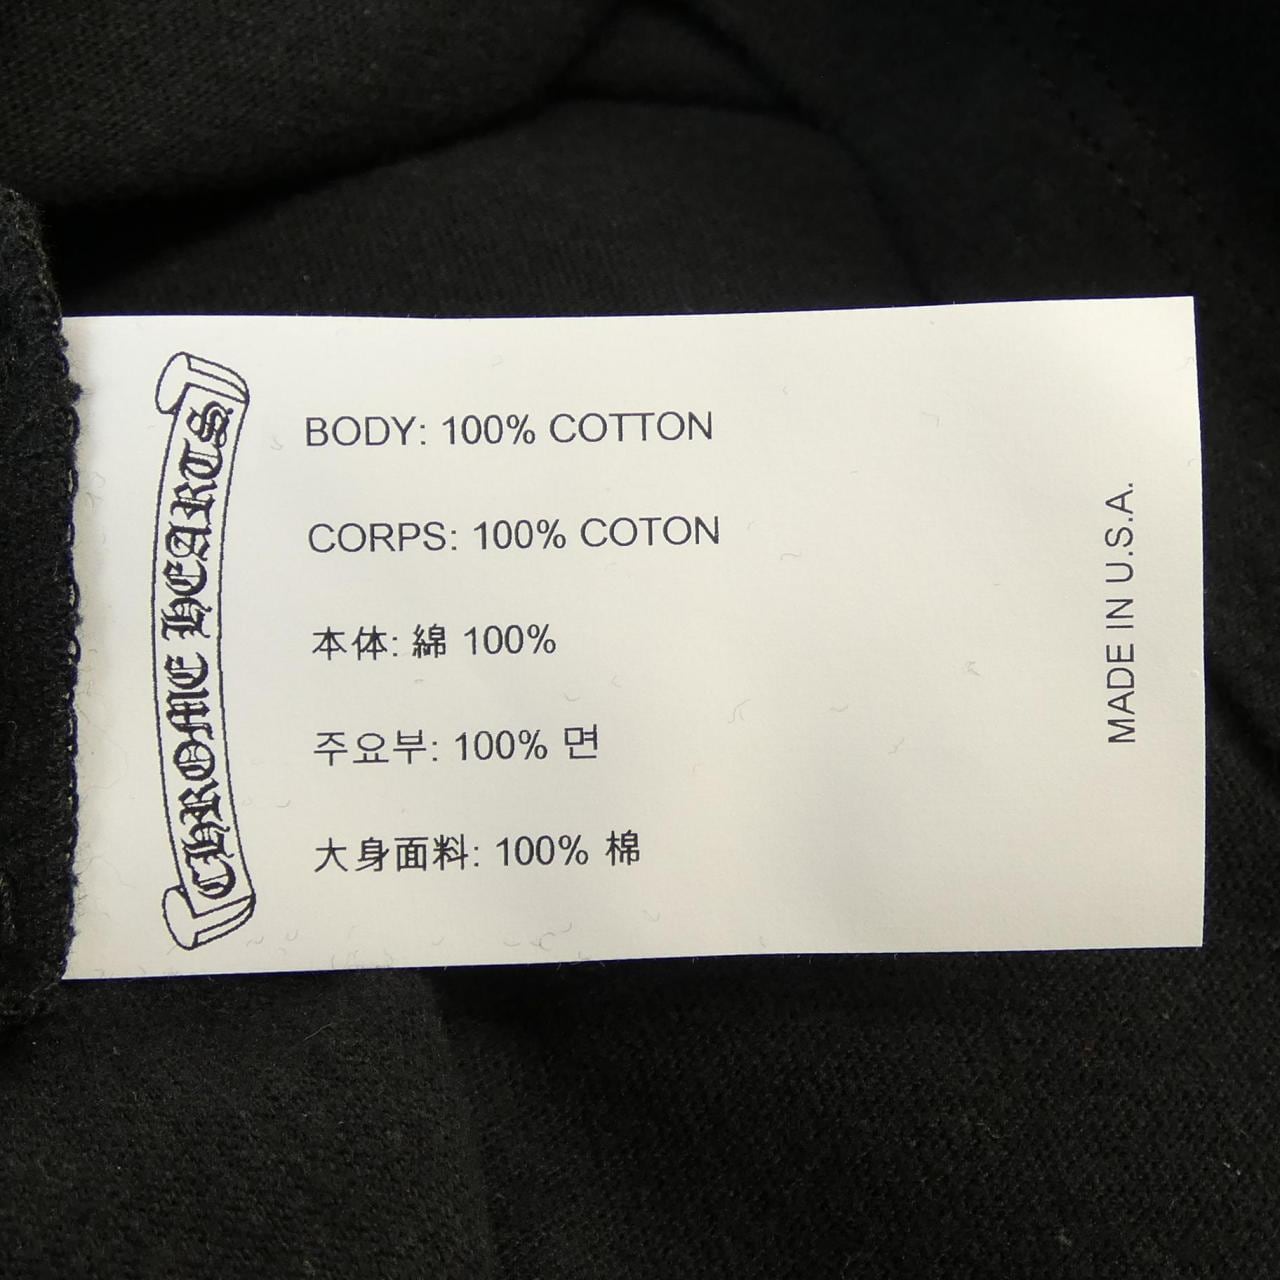 CHROME HEARTS
BODY: 100% COTTON
CORPS: 100% COTON
本体: 綿 100%
주요부: 100% 면
大身面料: 100% 棉
MADE IN U.S.A.